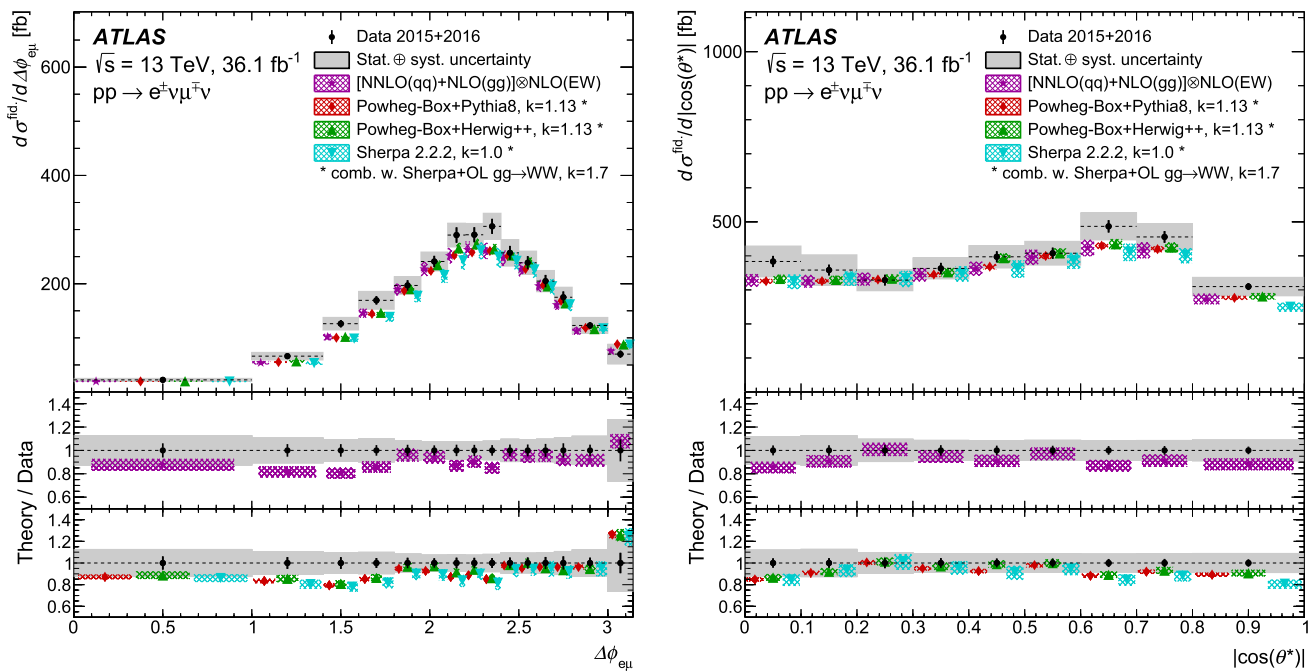 dσ^fid./dΔϕ_eμ [fb]
600
400
200
ATLAS
√s = 13 TeV, 36.1 fb⁻¹
pp → e^±νμ^∓ν
Data 2015+2016
Stat. ⊕ syst. uncertainty
[NNLO(qq)+NLO(gg)]⊗NLO(EW)
Powheg-Box+Pythia8, k=1.13 *
Powheg-Box+Herwig++, k=1.13 *
Sherpa 2.2.2, k=1.0 *
* comb. w. Sherpa+OL gg→WW, k=1.7
Theory / Data
1.4
1.2
1
0.8
0.6
1.4
1.2
1
0.8
0.6
0 0.5 1 1.5 2 2.5 3
Δϕ_eμ
dσ^fid./d|cos(θ*)| [fb]
1000
500
ATLAS
√s = 13 TeV, 36.1 fb⁻¹
pp → e^±νμ^∓ν
Data 2015+2016
Stat. ⊕ syst. uncertainty
[NNLO(qq)+NLO(gg)]⊗NLO(EW)
Powheg-Box+Pythia8, k=1.13 *
Powheg-Box+Herwig++, k=1.13 *
Sherpa 2.2.2, k=1.0 *
* comb. w. Sherpa+OL gg→WW, k=1.7
Theory / Data
1.4
1.2
1
0.8
0.6
1.4
1.2
1
0.8
0.6
0 0.1 0.2 0.3 0.4 0.5 0.6 0.7 0.8 0.9 1
|cos(θ*)|